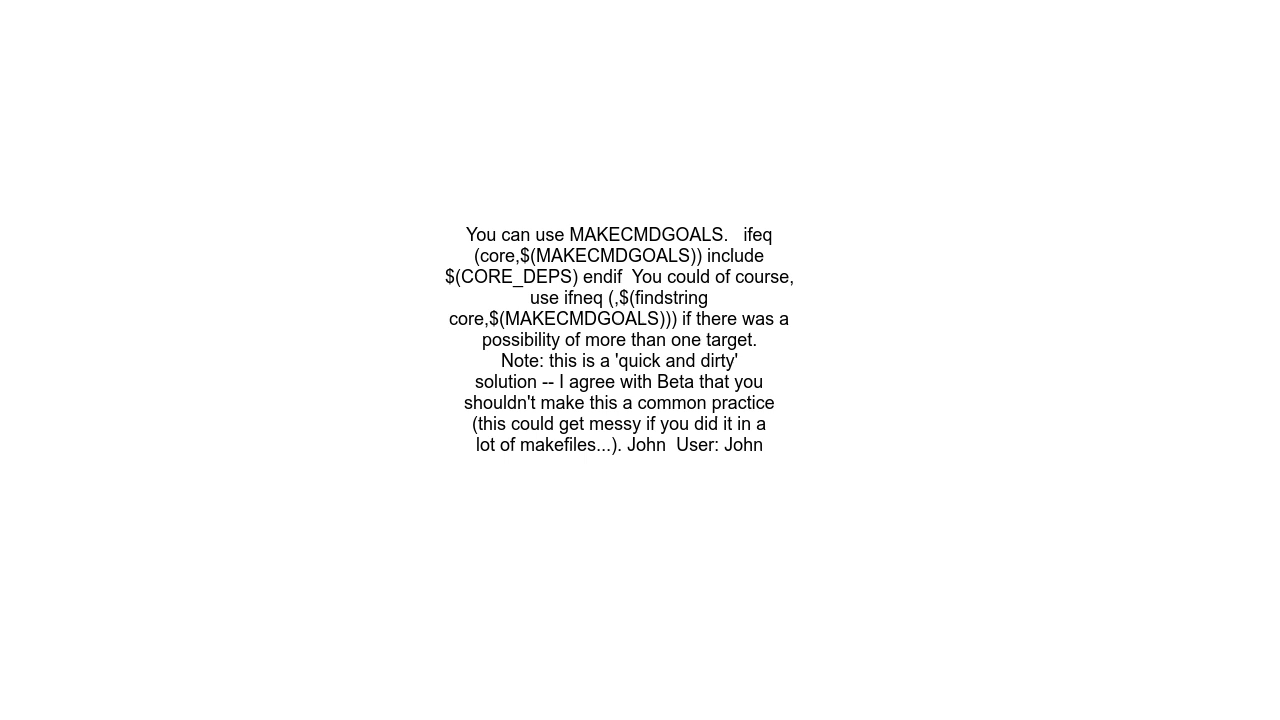 You can use MAKECMDGOALS.   ifeq
(core,$(MAKECMDGOALS)) include
$(CORE_DEPS) endif  You could of course,
use ifneq (,$(findstring
core,$(MAKECMDGOALS))) if there was a
possibility of more than one target.
Note: this is a 'quick and dirty'
solution -- I agree with Beta that you
shouldn't make this a common practice
(this could get messy if you did it in a
lot of makefiles...). John  User: John